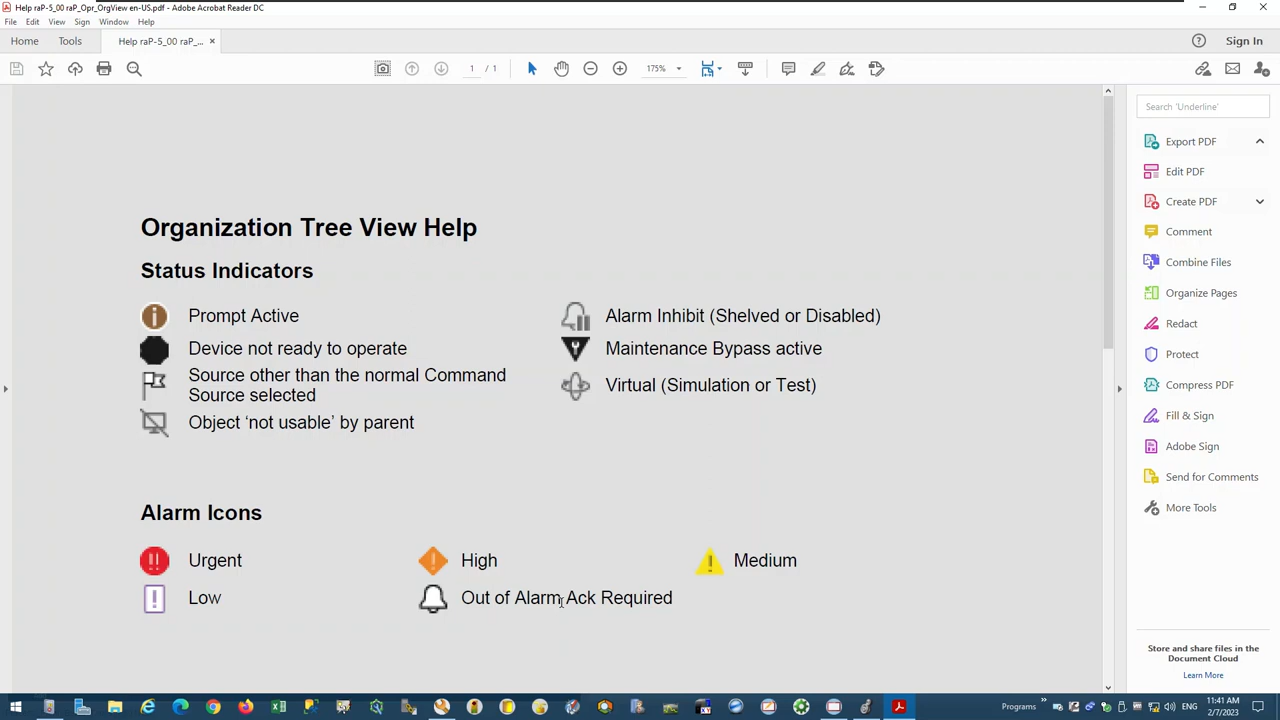 Help raP-5_00 raP_Opr_OrgView en-US.pdf - Adobe Acrobat Reader DC
File Edit View Sign Window Help
Home Tools Help raP-5_00 raP_... × Sign In
1 / 1 175%
Search 'Underline'
Export PDF
Edit PDF
Create PDF
Comment
Combine Files
Organize Pages
Redact
Protect
Compress PDF
Fill & Sign
Adobe Sign
Send for Comments
More Tools
Organization Tree View Help
Status Indicators
Prompt Active
Device not ready to operate
Source other than the normal Command
Source selected
Object ‘not usable’ by parent
Alarm Inhibit (Shelved or Disabled)
Maintenance Bypass active
Virtual (Simulation or Test)
Alarm Icons
Urgent High Medium
Low Out of Alarm Ack Required
Store and share files in the
Document Cloud
Learn More
Programs ENG 11:41 AM
2/7/2023